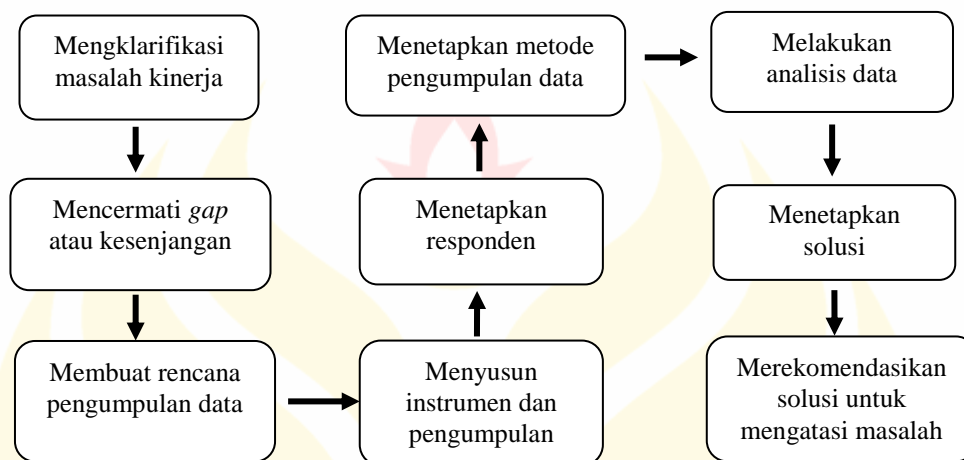 Mengklarifikasi
masalah kinerja
Mencermati gap
atau kesenjangan
Membuat rencana
pengumpulan data
Menyusun
instrumen dan
pengumpulan
Menetapkan
responden
Menetapkan metode
pengumpulan data
Melakukan
analisis data
Menetapkan
solusi
Merekomendasikan
solusi untuk
mengatasi masalah